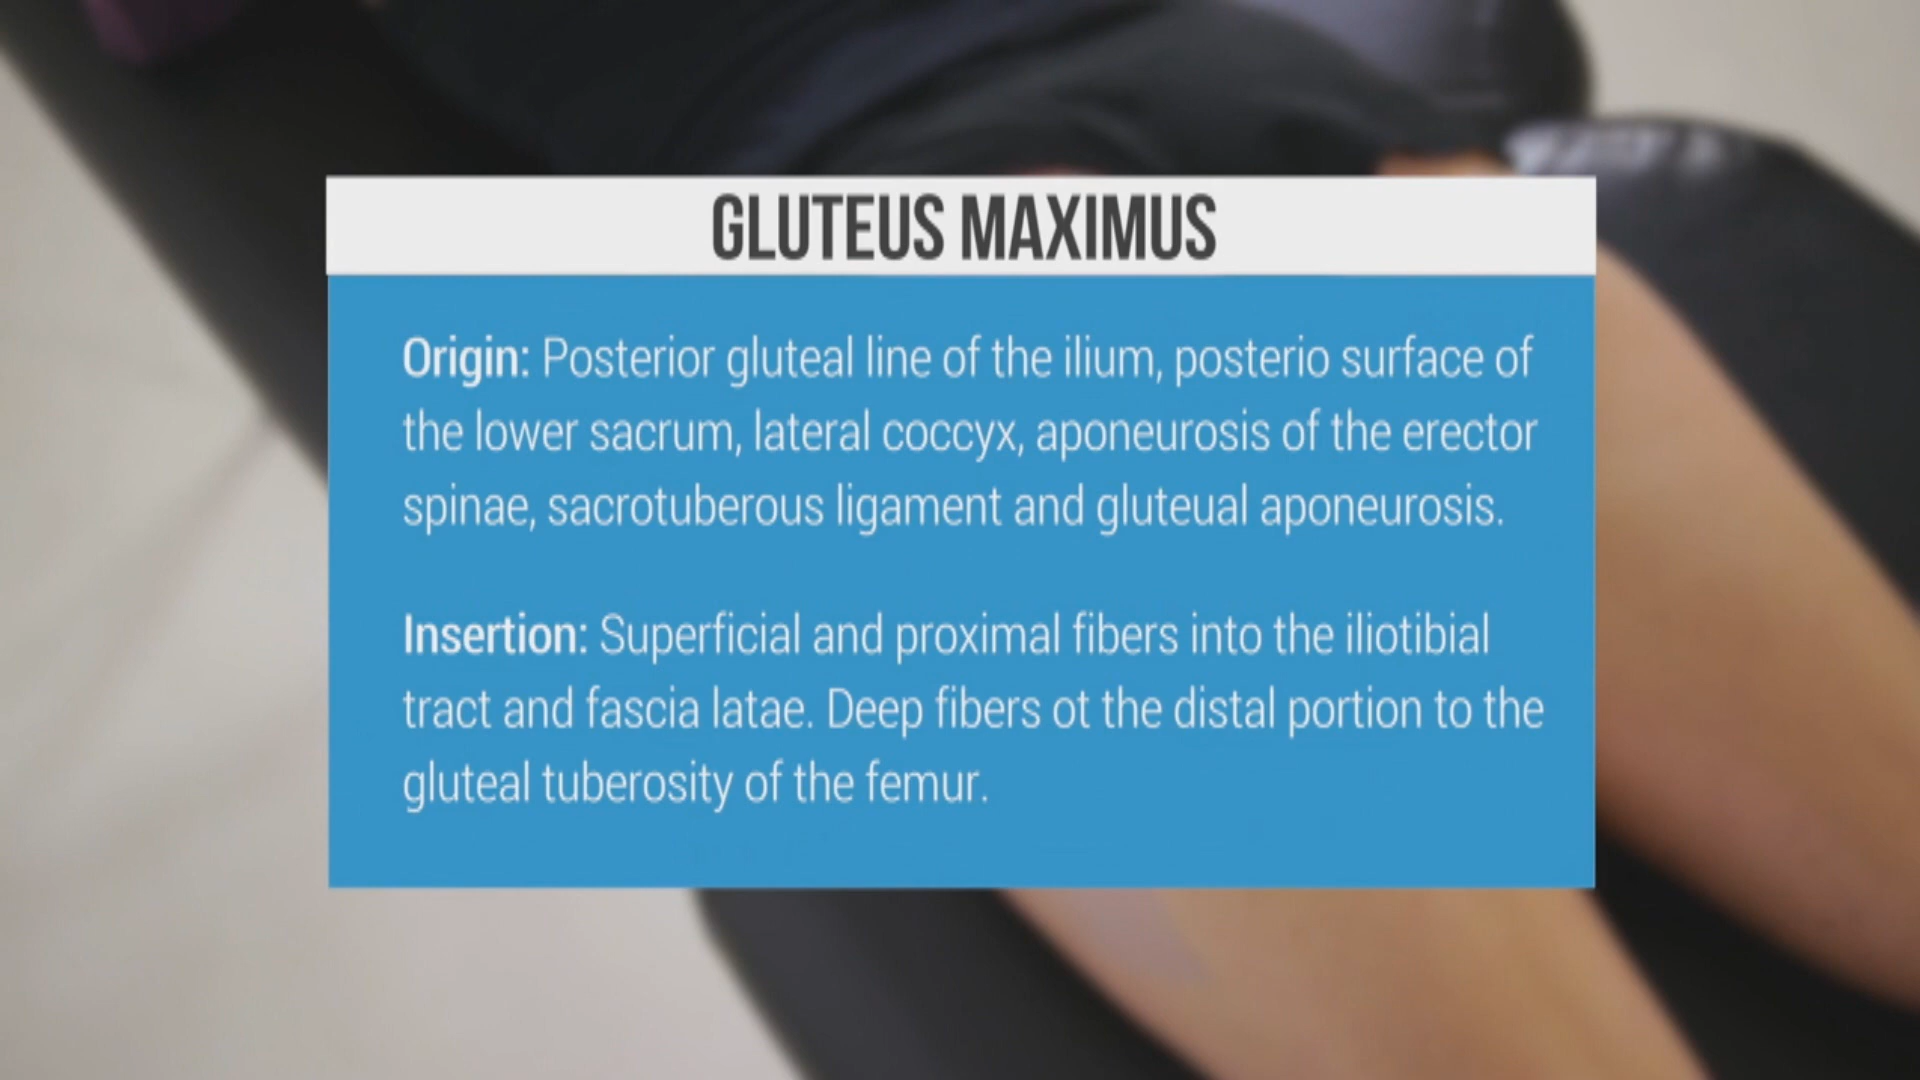 GLUTEUS MAXIMUS
Origin: Posterior gluteal line of the ilium, posterio surface of
the lower sacrum, lateral coccyx, aponeurosis of the erector
spinae, sacrotuberous ligament and gluteual aponeurosis.
Insertion: Superficial and proximal fibers into the iliotibial
tract and fascia latae. Deep fibers ot the distal portion to the
gluteal tuberosity of the femur.